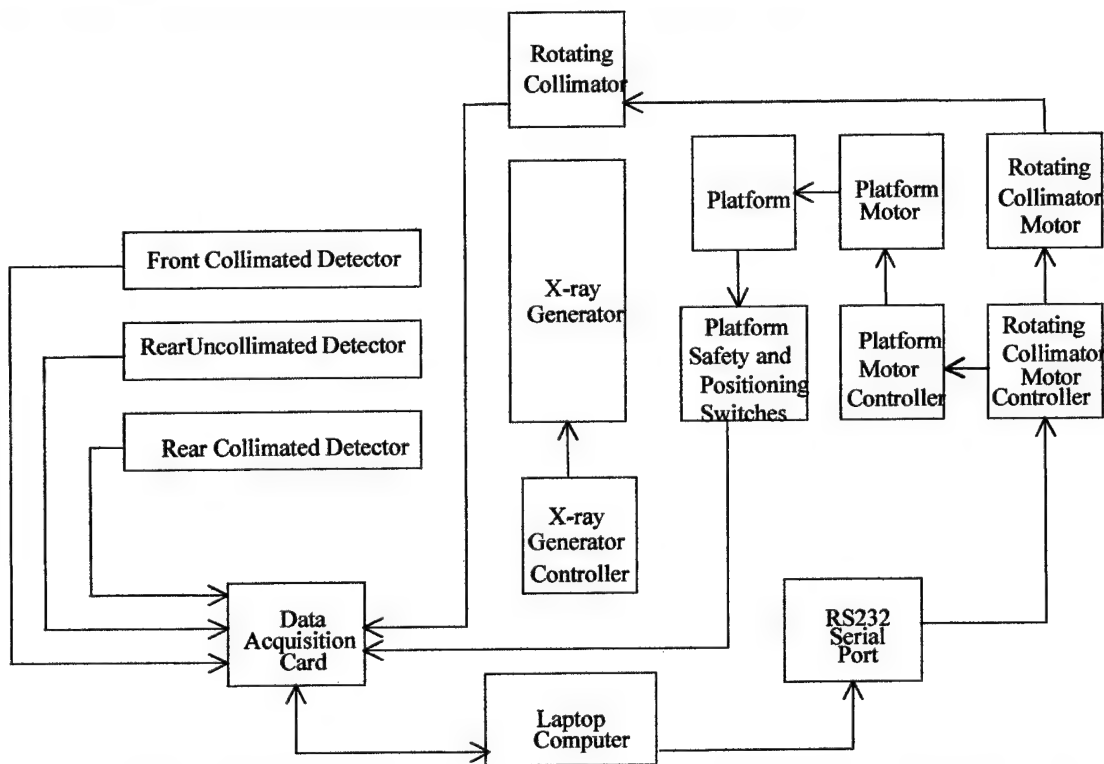 Rotating
Collimator
Rotating
Collimator
Motor
Platform
Motor
Platform
Front Collimated Detector
X-ray
Generator
RearUncollimated Detector
Platform
Safety and
Positioning
Switches
Platform
Motor
Controller
Rotating
Collimator
Motor
Controller
Rear Collimated Detector
X-ray
Generator
Controller
Data
Acquisition
Card
RS232
Serial
Port
Laptop
Computer